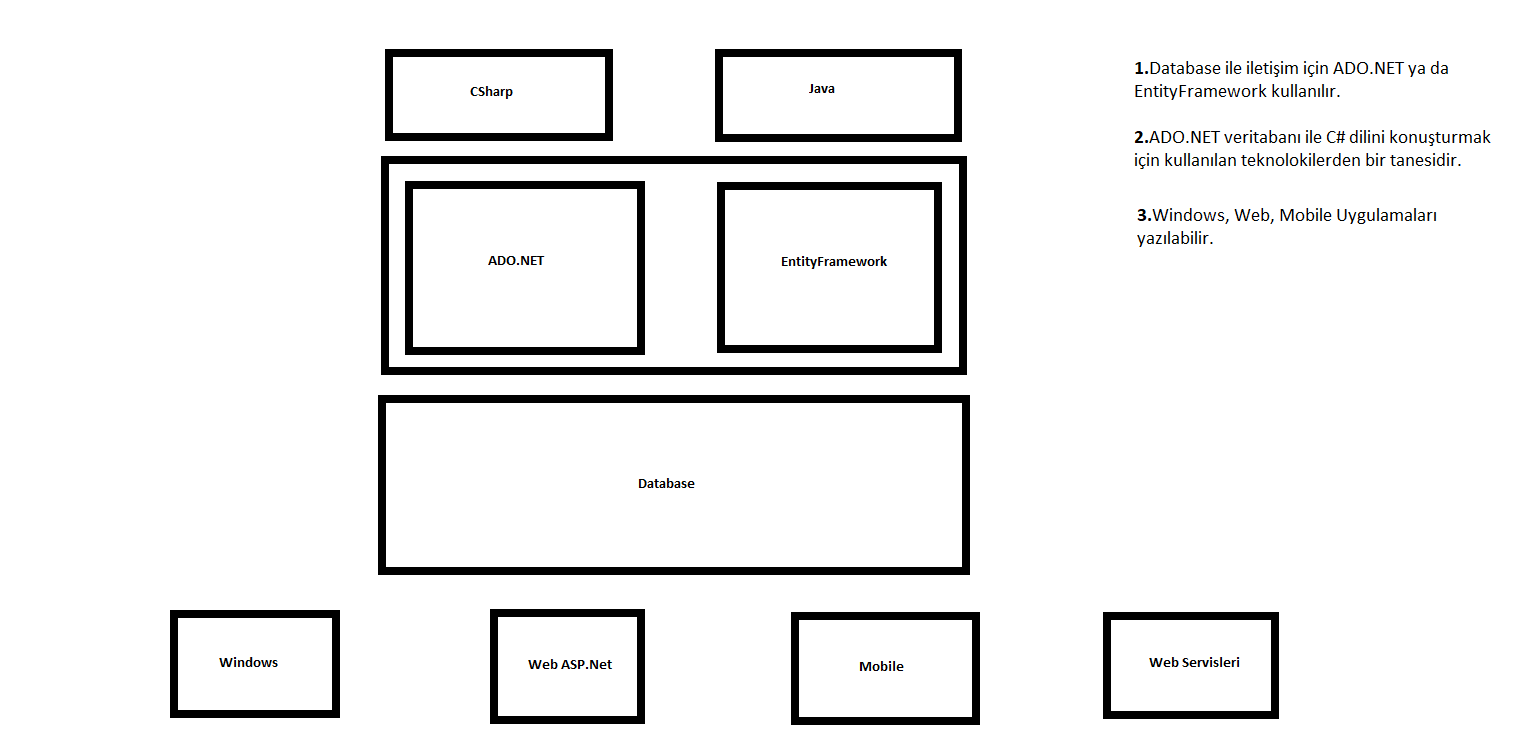 CSharp
Java
1.Database ile iletişim için ADO.NET ya da
EntityFramework kullanılır.
2.ADO.NET veritabanı ile C# dilini konuşturmak
için kullanılan teknolokilerden bir tanesidir.
3.Windows, Web, Mobile Uygulamaları
yazılabilir.
ADO.NET
EntityFramework
Database
Windows
Web ASP.Net
Mobile
Web Servisleri